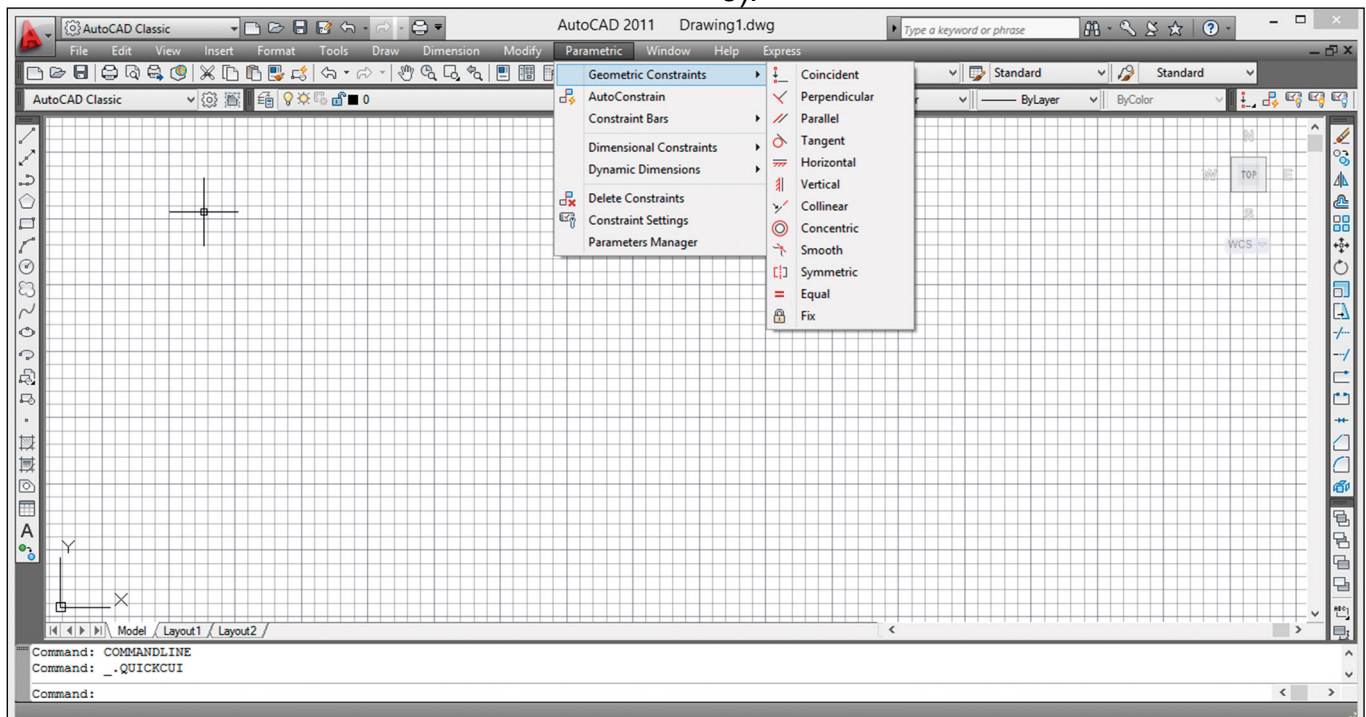 AutoCAD Classic
AutoCAD 2011 Drawing1.dwg
Type a keyword or phrase
File Edit View Insert Format Tools Draw Dimension Modify Parametric Window Help Express
Standard Standard
AutoCAD Classic 0 ByLayer ByColor
Geometric Constraints
AutoConstrain
Constraint Bars
Dimensional Constraints
Dynamic Dimensions
Delete Constraints
Constraint Settings
Parameters Manager
Coincident
Perpendicular
Parallel
Tangent
Horizontal
Vertical
Collinear
Concentric
Smooth
Symmetric
Equal
Fix
N
W TOP E
S
WCS
A
Y
X
ABC
Model Layout1 Layout2
Command: COMMANDLINE
Command: _.QUICKCUI
Command: